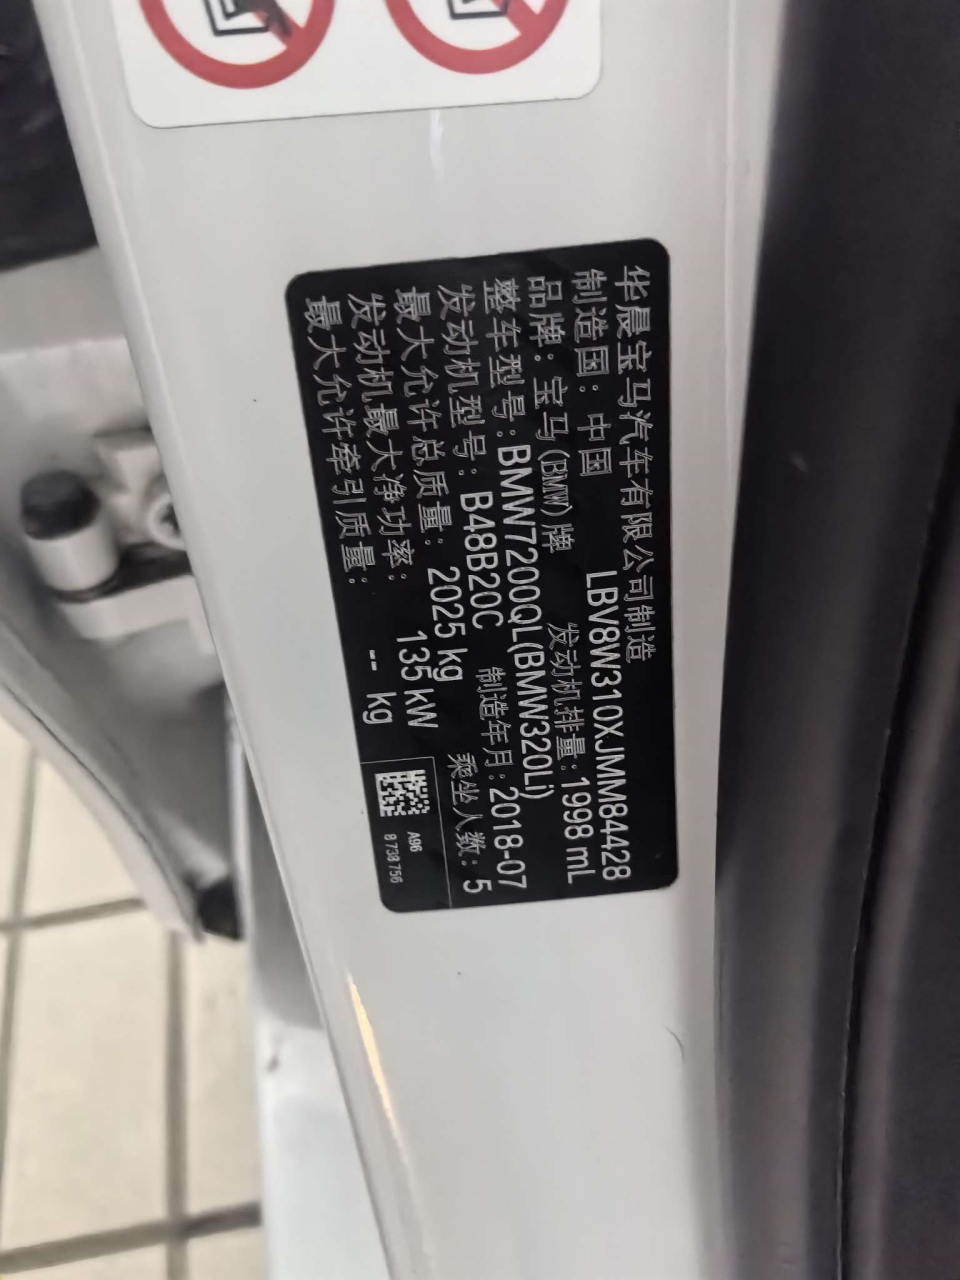 华晨宝马汽车有限公司制造
制造国：中国 LBV8W310XJMM84428
品牌：宝马(BMW)牌 发动机排量：1998 mL
整车型号：BMW7200QL(BMW320Li)
发动机型号：B48B20C 制造年月：2018-07
最大允许总质量：2025 kg 乘坐人数：5
发动机最大净功率：135 kW
最大允许牵引质量：-- kg
A96
8738756